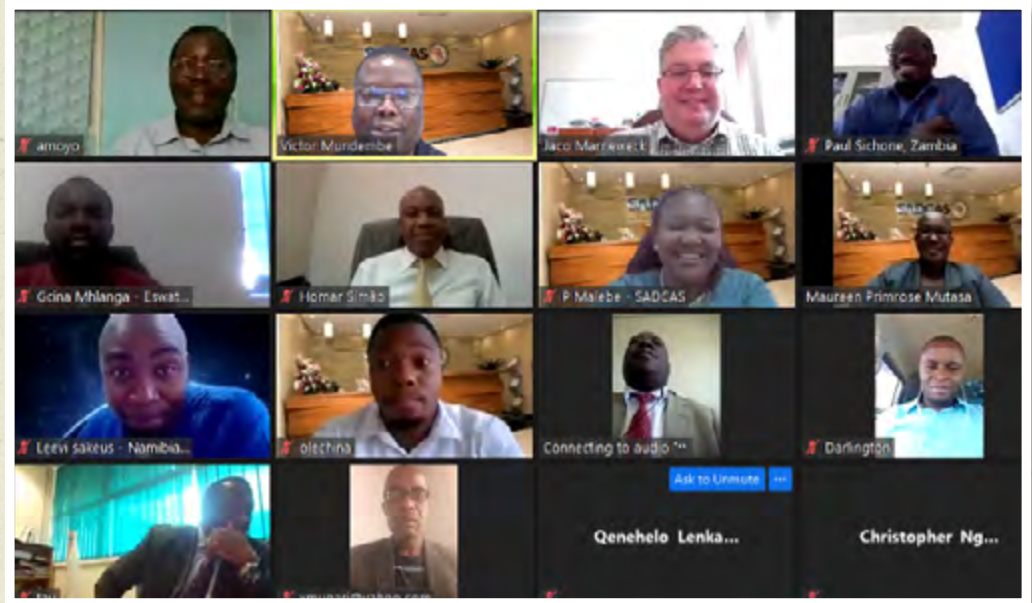 amoyo
Victor Mundembe
Jaco Marneweck
Paul Sichone, Zambia
Gcina Mhlanga - Eswat...
Homar Simão
P Malebe - SADCAS
Maureen Primrose Mutasa
Leevi sakeus - Namibia...
olechina
Connecting to audio
Darlington
Ask to Unmute
Qenehelo Lenka...
Christopher Ng...